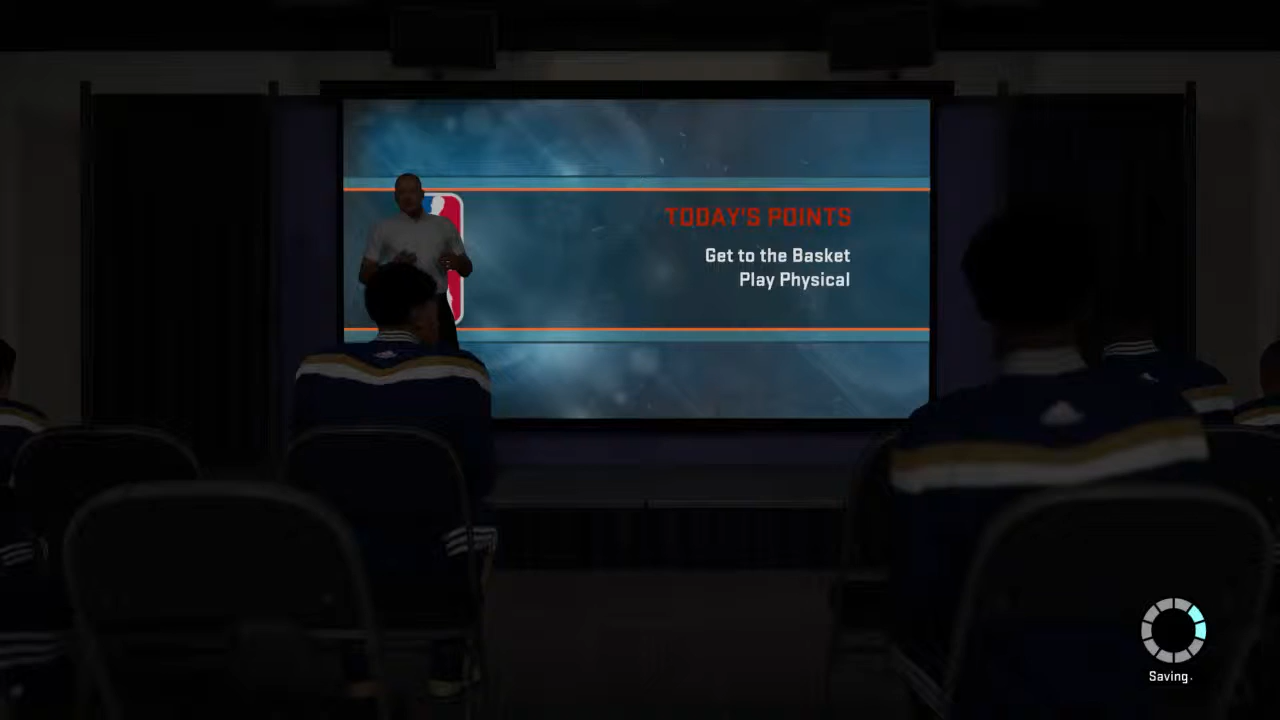 TODAY'S POINTS
Get to the Basket
Play Physical
Saving.